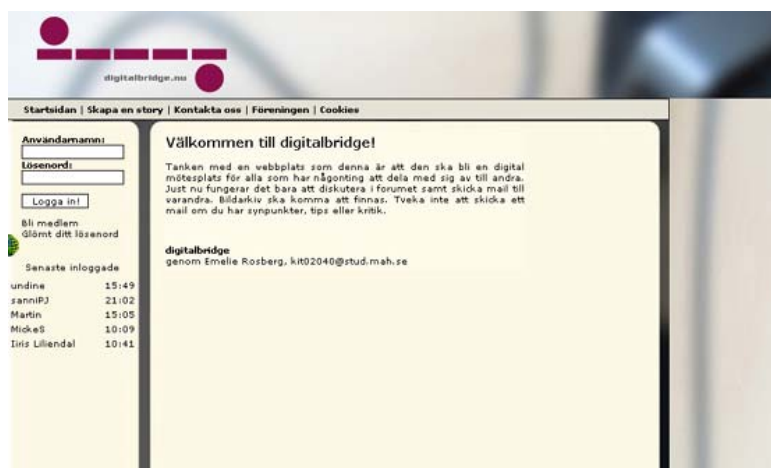 digitalbridge.nu
Startsidan | Skapa en story | Kontakta oss | Föreningen | Cookies
Användarnamn:
Lösenord:
Logga in!
Bli medlem
Glömt ditt lösenord
Senaste inloggade
undine 15:49
sanniPJ 21:02
Martin 15:05
MickeS 10:09
Iiris Liliendal 10:41
Välkommen till digitalbridge!
Tanken med en webbplats som denna är att den ska bli en digital
mötesplats för alla som har någonting att dela med sig av till andra.
Just nu fungerar det bara att diskutera i forumet samt skicka mail till
varandra. Bildarkiv ska komma att finnas. Tveka inte att skicka ett
mail om du har synpunkter, tips eller kritik.
digitalbridge
genom Emelie Rosberg, kit02040@stud.mah.se